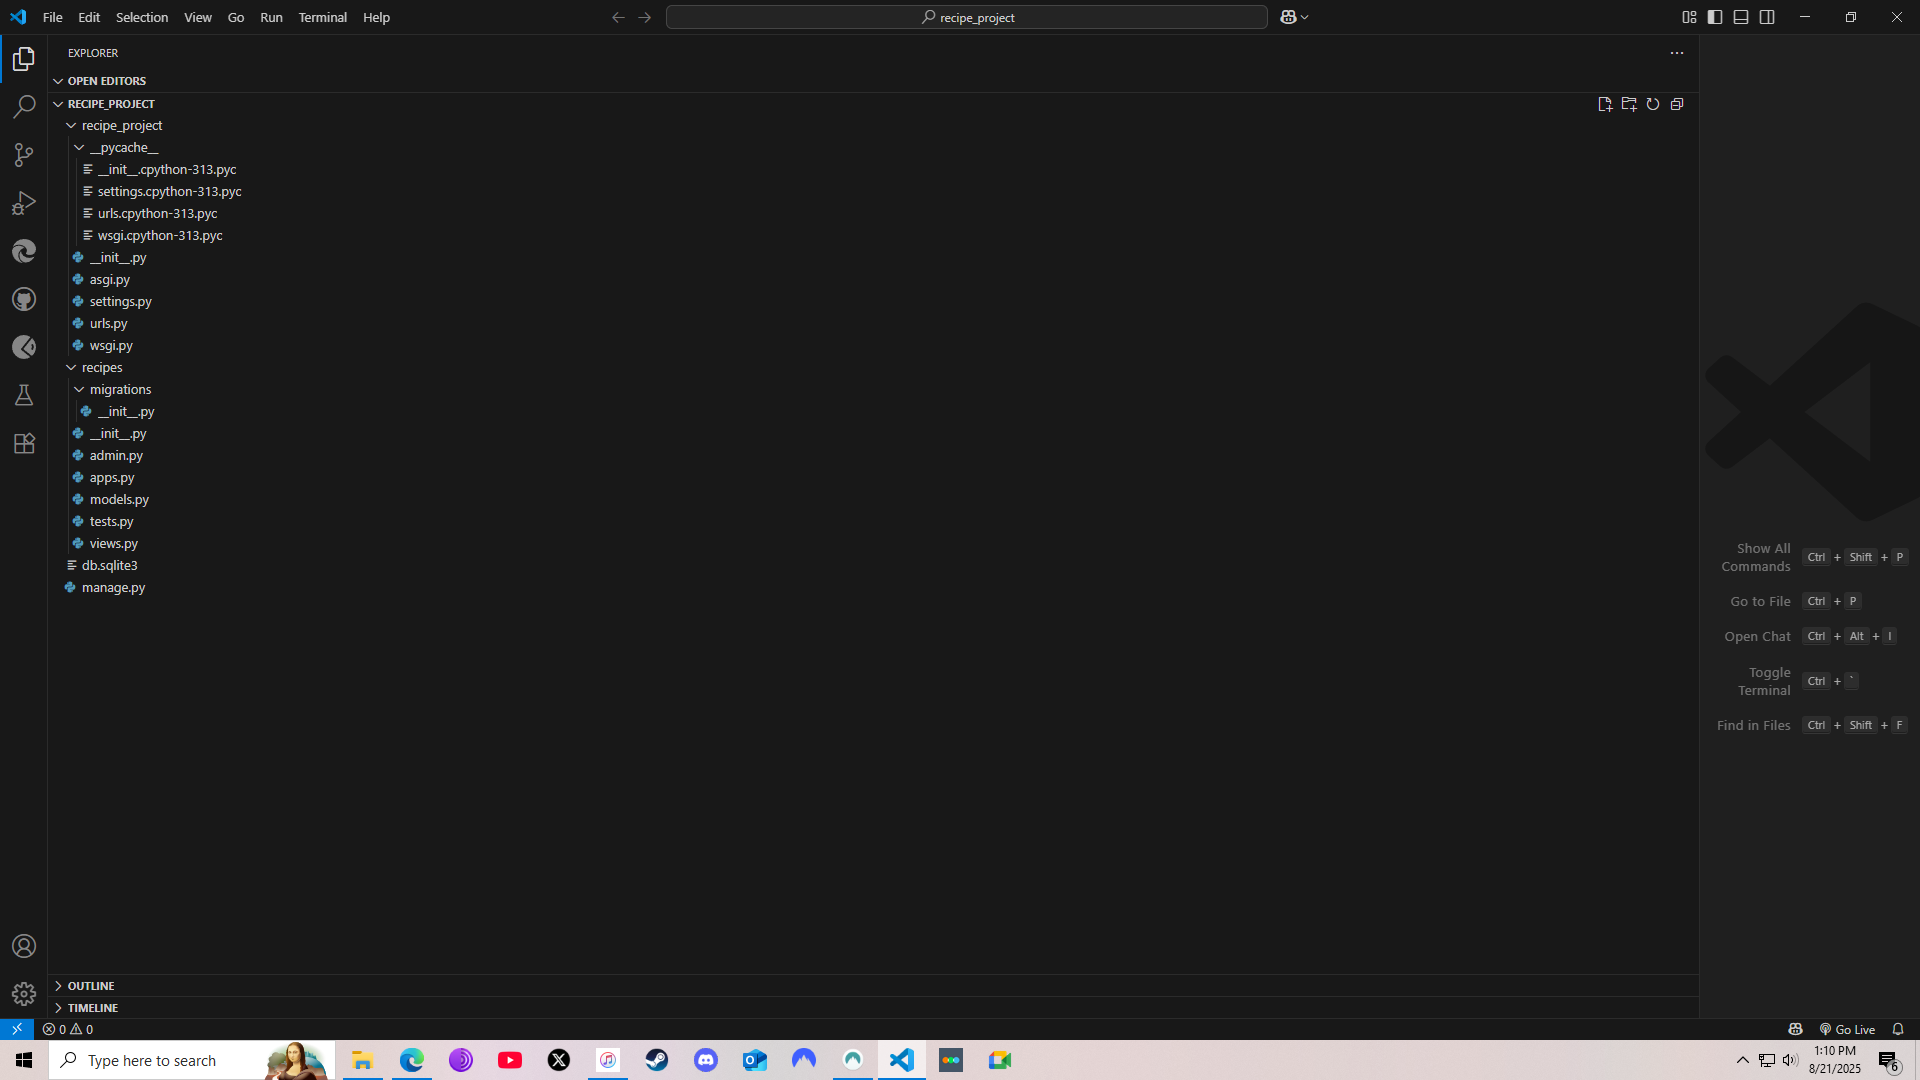 File Edit Selection View Go Run Terminal Help
recipe_project
EXPLORER
OPEN EDITORS
RECIPE_PROJECT
recipe_project
__pycache__
__init__.cpython-313.pyc
settings.cpython-313.pyc
urls.cpython-313.pyc
wsgi.cpython-313.pyc
__init__.py
asgi.py
settings.py
urls.py
wsgi.py
recipes
migrations
__init__.py
__init__.py
admin.py
apps.py
models.py
tests.py
views.py
db.sqlite3
manage.py
Show All
Commands Ctrl + Shift + P
Go to File Ctrl + P
Open Chat Ctrl + Alt + I
Toggle
Terminal Ctrl + `
Find in Files Ctrl + Shift + F
OUTLINE
TIMELINE
0 0
Go Live
Type here to search
1:10 PM
8/21/2025
6